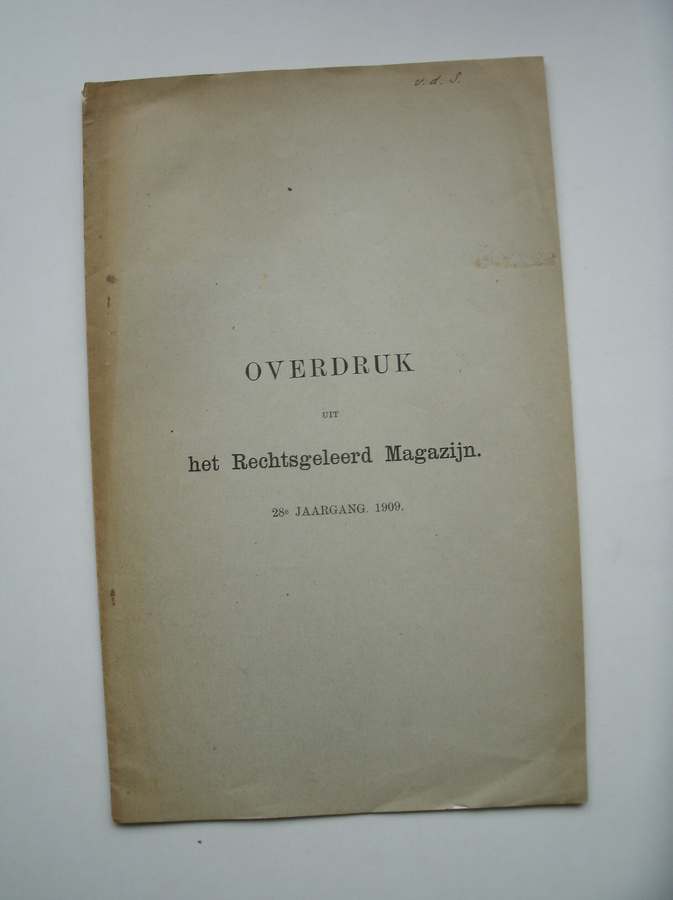 v. d. S.
OVERDRUK
UIT
het Rechtsgeleerd Magazijn.
28e JAARGANG. 1909.